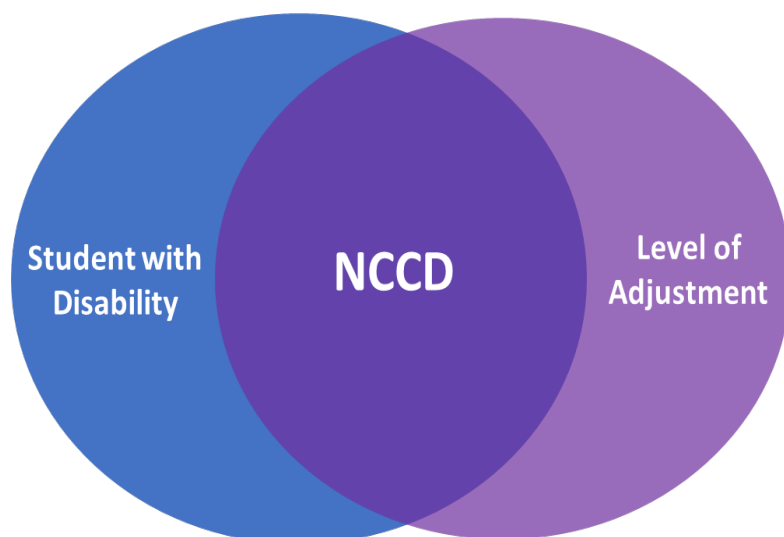 Student with
Disability
NCCD
Level of
Adjustment